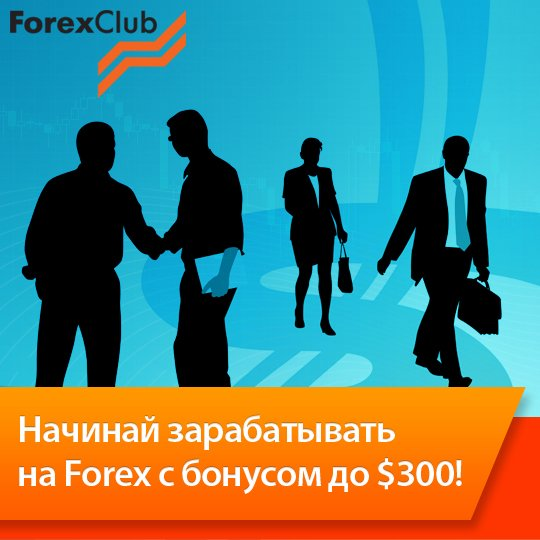 ForexClub
Начинай зарабатывать
на Forex с бонусом до $300!